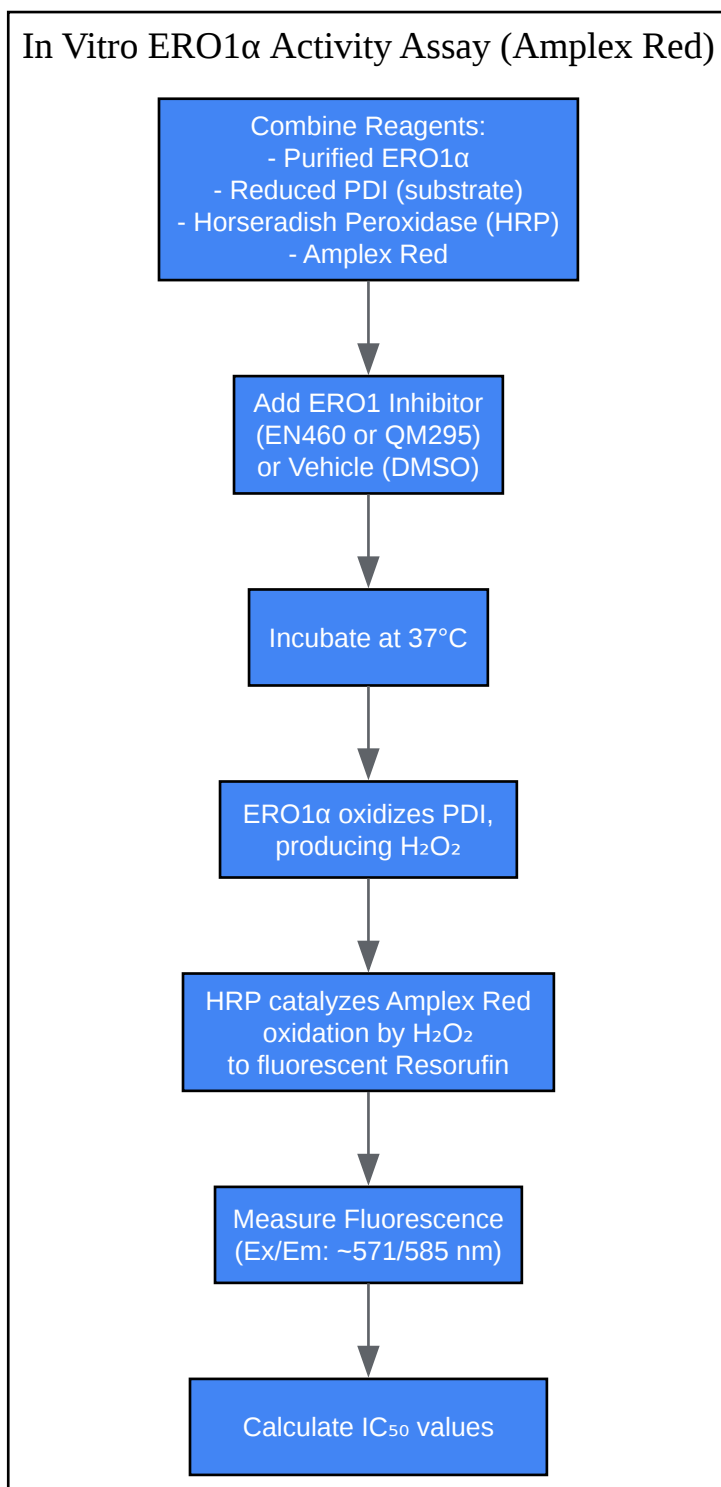 In Vitro ERO1α Activity Assay (Amplex Red)
Combine Reagents:
- Purified ERO1α
- Reduced PDI (substrate)
- Horseradish Peroxidase (HRP)
- Amplex Red
Add ERO1 Inhibitor
(EN460 or QM295)
or Vehicle (DMSO)
Incubate at 37°C
ERO1α oxidizes PDI,
producing H₂O₂
HRP catalyzes Amplex Red
oxidation by H₂O₂
to fluorescent Resorufin
Measure Fluorescence
(Ex/Em: ~571/585 nm)
Calculate IC₅₀ values